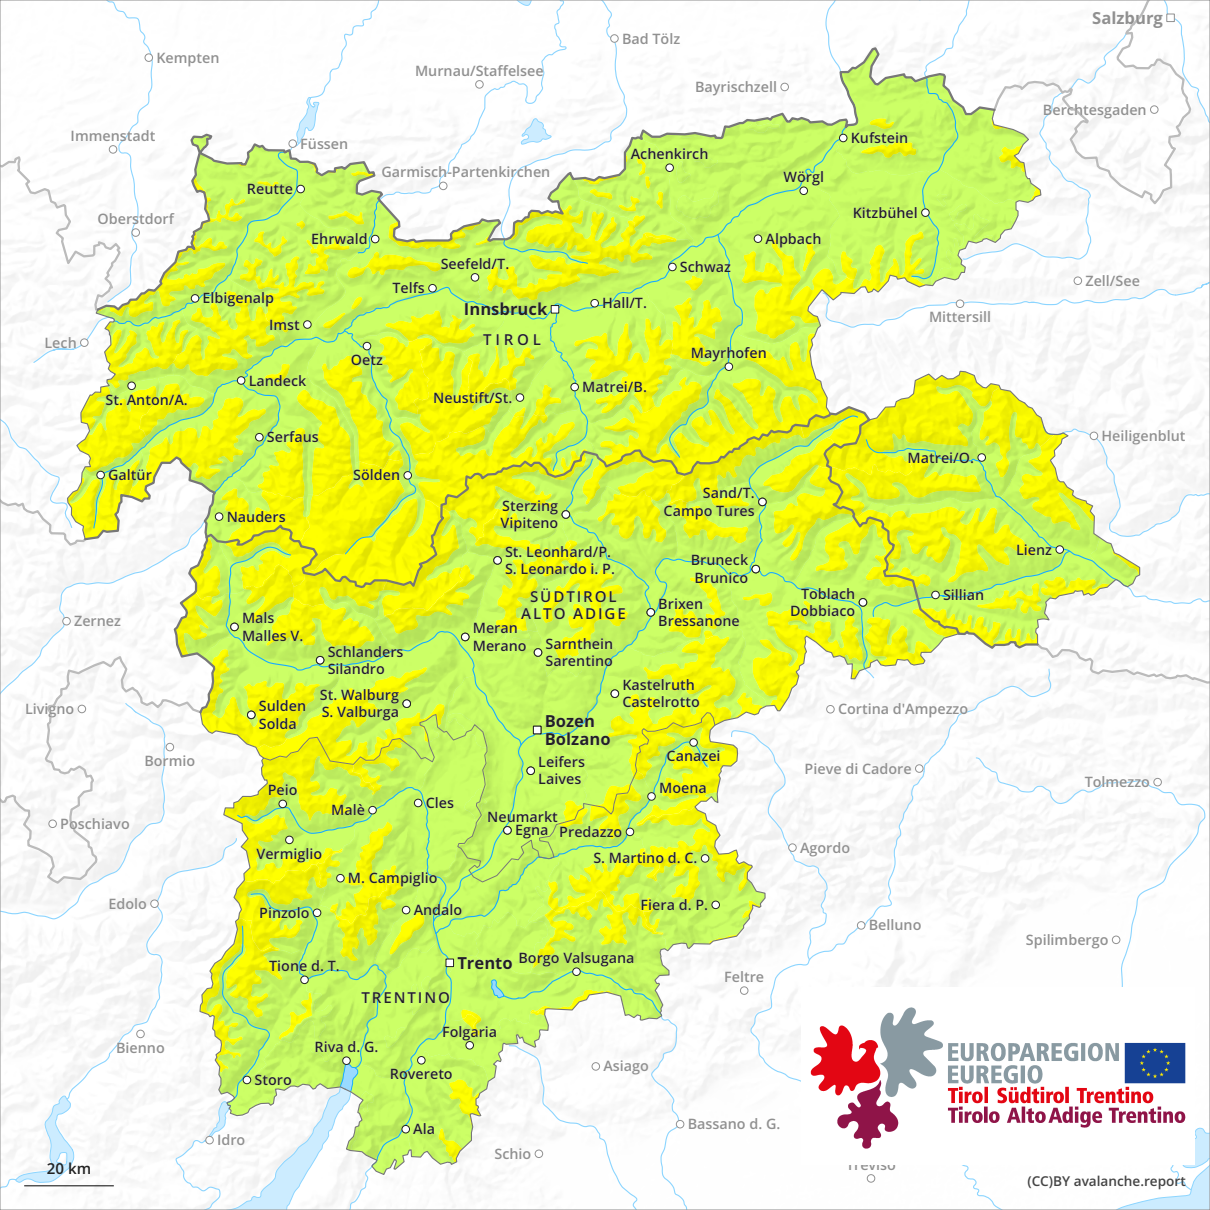 Salzburg
Bad Tölz
Kempten
Murnau/Staffelsee
Bayrischzell
Berchtesgaden
Immenstadt
Füssen
Kufstein
Achenkirch
Garmisch-Partenkirchen
Wörgl
Reutte
Oberstdorf
Kitzbühel
Ehrwald
Alpbach
Seefeld/T.
Schwaz
Zell/See
Telfs
Elbigenalp
Hall/T.
Innsbruck
Mittersill
Imst
TIROL
Lech
Oetz
Mayrhofen
Landeck
Matrei/B.
St. Anton/A.
Neustift/St.
Serfaus
Heiligenblut
Matrei/O.
Galtür
Sölden
Sand/T.
Campo Tures
Sterzing
Vipiteno
Nauders
Lienz
St. Leonhard/P.
S. Leonardo i. P.
Bruneck
Brunico
SÜDTIROL
ALTO ADIGE
Toblach
Dobbiaco
Sillian
Brixen
Bressanone
Zernez
Mals
Malles V.
Meran
Merano
Sarnthein
Sarentino
Schlanders
Silandro
Kastelruth
Castelrotto
St. Walburg
S. Valburga
Livigno
Sulden
Solda
Cortina d'Ampezzo
Bozen
Bolzano
Bormio
Canazei
Leifers
Laives
Pieve di Cadore
Tolmezzo
Peio
Moena
Malè
Cles
Neumarkt
Egna
Poschiavo
Predazzo
Vermiglio
Agordo
S. Martino d. C.
M. Campiglio
Edolo
Pinzolo
Andalo
Fiera d. P.
Belluno
Spilimbergo
Trento
Borgo Valsugana
Tione d. T.
Feltre
TRENTINO
Folgaria
Bienno
Riva d. G.
Rovereto
Asiago
Storo
EUROPAREGION
EUREGIO
Tirol Südtirol Trentino
Tirolo Alto Adige Trentino
Ala
Bassano d. G.
Idro
Schio
Treviso
20 km
(CC)BY avalanche.report